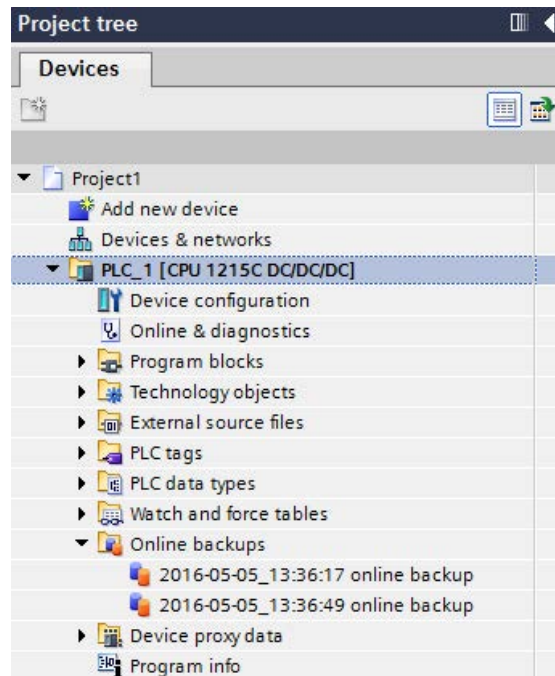 Project tree
Devices
Project1
Add new device
Devices & networks
PLC_1 [CPU 1215C DC/DC/DC]
Device configuration
Online & diagnostics
Program blocks
Technology objects
External source files
PLC tags
PLC data types
Watch and force tables
Online backups
2016-05-05_13:36:17 online backup
2016-05-05_13:36:49 online backup
Device proxy data
Program info